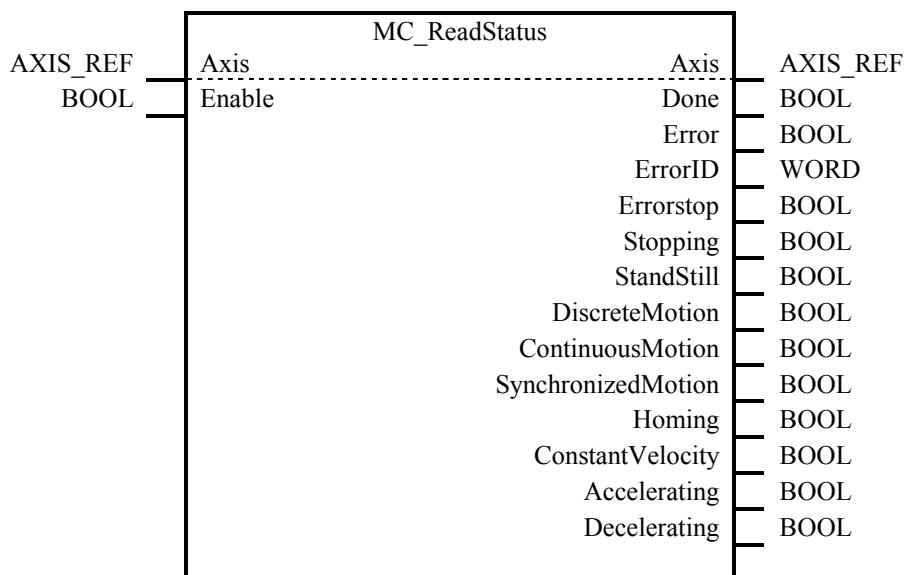 MC_ReadStatus
AXIS_REF Axis Axis AXIS_REF
BOOL Enable Done BOOL
Error BOOL
ErrorID WORD
Errorstop BOOL
Stopping BOOL
StandStill BOOL
DiscreteMotion BOOL
ContinuousMotion BOOL
SynchronizedMotion BOOL
Homing BOOL
ConstantVelocity BOOL
Accelerating BOOL
Decelerating BOOL